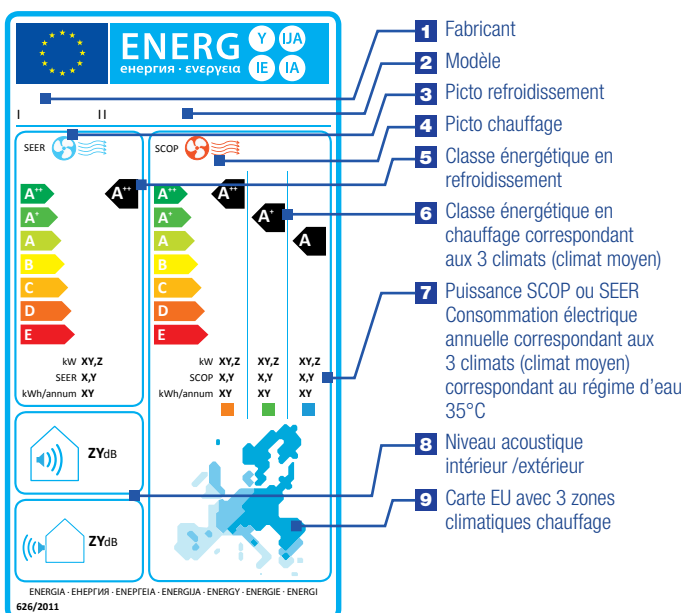 ENERG Y IJA
енергия · ενεργεια IE IA
I II
SEER
A++ A++
A+
A
B
C
D
E
kW XY,Z
SEER X,Y
kWh/annum XY
SCOP
A++ A++
A+ A+
A A
B
C
D
E
kW XY,Z XY,Z XY,Z
SCOP X,Y X,Y X,Y
kWh/annum XY XY XY
ZYdB
ZYdB
ENERGIA · ЕНЕРГИЯ · ΕΝΕΡΓΕΙΑ · ENERGIJA · ENERGY · ENERGIE · ENERGI
626/2011
1 Fabricant
2 Modèle
3 Picto refroidissement
4 Picto chauffage
5 Classe énergétique en
refroidissement
6 Classe énergétique en
chauffage correspondant
aux 3 climats (climat moyen)
7 Puissance SCOP ou SEER
Consommation électrique
annuelle correspondant aux
3 climats (climat moyen)
correspondant au régime d'eau
35°C
8 Niveau acoustique
intérieur /extérieur
9 Carte EU avec 3 zones
climatiques chauffage